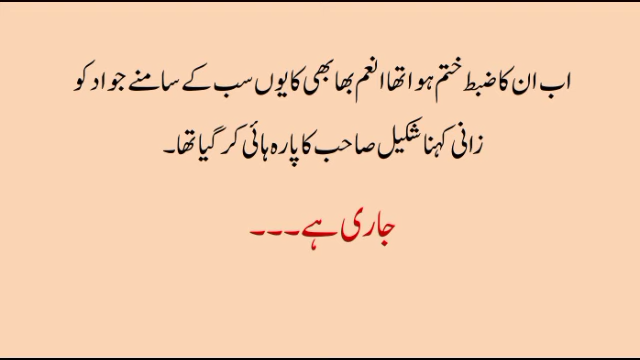 اب ان کا ضبط ختم ہوا تھا انعم بھابھی کا یوں سب کے سامنے جواد کو
زانی کہنا شکیل صاحب کا پارہ ہائی کر گیا تھا۔
جاری ہے۔۔۔